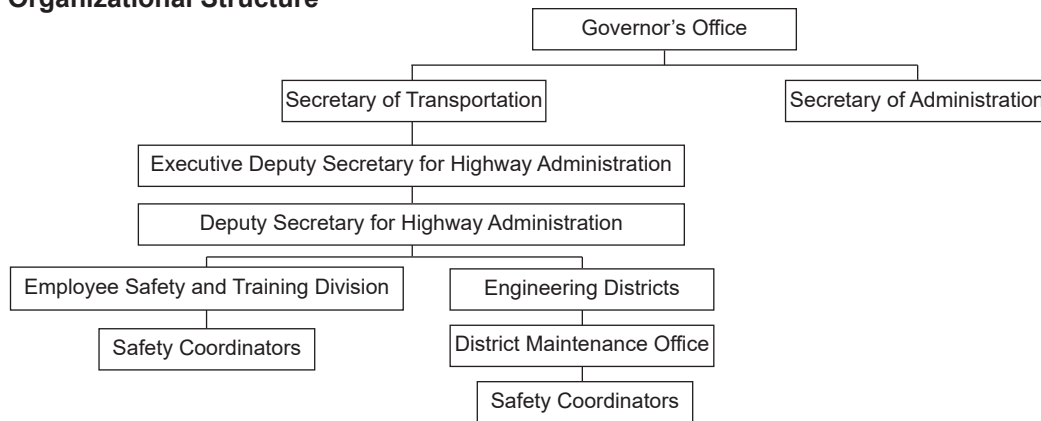 Organizational Structure
Governor’s Office
Secretary of Transportation
Secretary of Administration
Executive Deputy Secretary for Highway Administration
Deputy Secretary for Highway Administration
Employee Safety and Training Division
Engineering Districts
Safety Coordinators
District Maintenance Office
Safety Coordinators